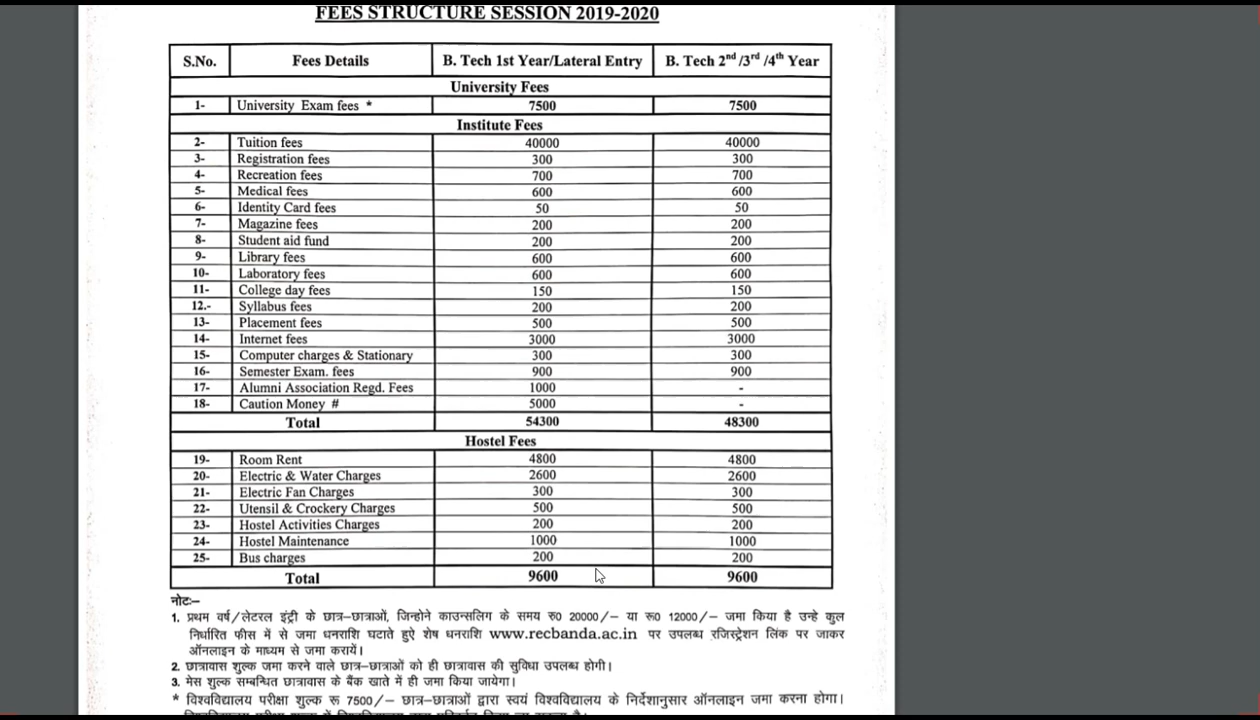 FEES STRUCTURE SESSION 2019-2020
S.No. Fees Details B. Tech 1st Year/Lateral Entry B. Tech 2nd /3rd /4th Year
University Fees
1- University Exam fees * 7500 7500
Institute Fees
2- Tuition fees 40000 40000
3- Registration fees 300 300
4- Recreation fees 700 700
5- Medical fees 600 600
6- Identity Card fees 50 50
7- Magazine fees 200 200
8- Student aid fund 200 200
9- Library fees 600 600
10- Laboratory fees 600 600
11- College day fees 150 150
12.- Syllabus fees 200 200
13- Placement fees 500 500
14- Internet fees 3000 3000
15- Computer charges & Stationary 300 300
16- Semester Exam. fees 900 900
17- Alumni Association Regd. Fees 1000 -
18- Caution Money # 5000 -
Total 54300 48300
Hostel Fees
19- Room Rent 4800 4800
20- Electric & Water Charges 2600 2600
21- Electric Fan Charges 300 300
22- Utensil & Crockery Charges 500 500
23- Hostel Activities Charges 200 200
24- Hostel Maintenance 1000 1000
25- Bus charges 200 200
Total 9600 9600
नोटः–
1. प्रथम वर्ष/लेटरल इंट्री के छात्र–छात्राओं, जिन्होने काउन्सलिग के समय रू0 20000/– या रू0 12000/– जमा किया है उन्हे कुल
निर्धारित फीस में से जमा धनराशि घटाते हुऐ शेष धनराशि www.recbanda.ac.in पर उपलब्ध रजिस्ट्रेशन लिंक पर जाकर
ऑनलाइन के माध्यम से जमा करायें।
2. छात्रावास शुल्क जमा करने वाले छात्र–छात्राओं को ही छात्रावास की सुविधा उपलब्ध होगी।
3. मेस शुल्क सम्बन्धित छात्रावास के बैंक खाते में ही जमा किया जायेगा।
* विश्वविद्यालय परीक्षा शुल्क रू 7500/– छात्र–छात्राओं द्वारा स्वयं विश्वविद्यालय के निर्देशानुसार ऑनलाइन जमा करना होगा।